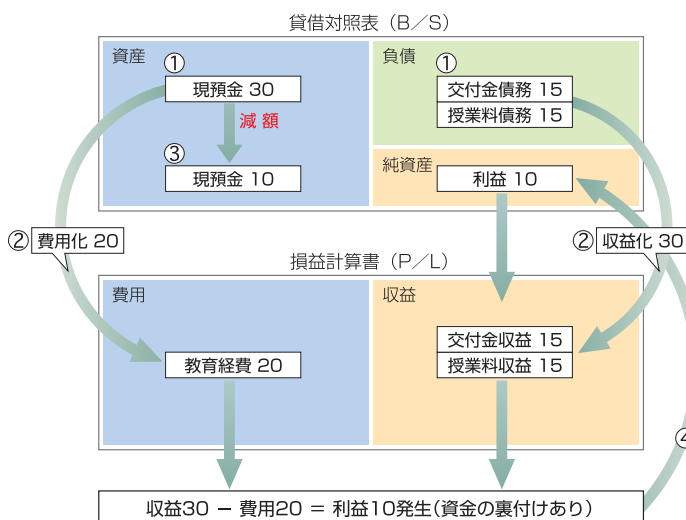 貸借対照表（B／S）
資産
①
現預金 30
減 額
③
現預金 10
負債
①
交付金債務 15
授業料債務 15
純資産
利益 10
② 費用化 20
② 収益化 30
損益計算書（P／L）
費用
教育経費 20
収益
交付金収益 15
授業料収益 15
④
収益30 － 費用20 ＝ 利益10発生（資金の裏付けあり）